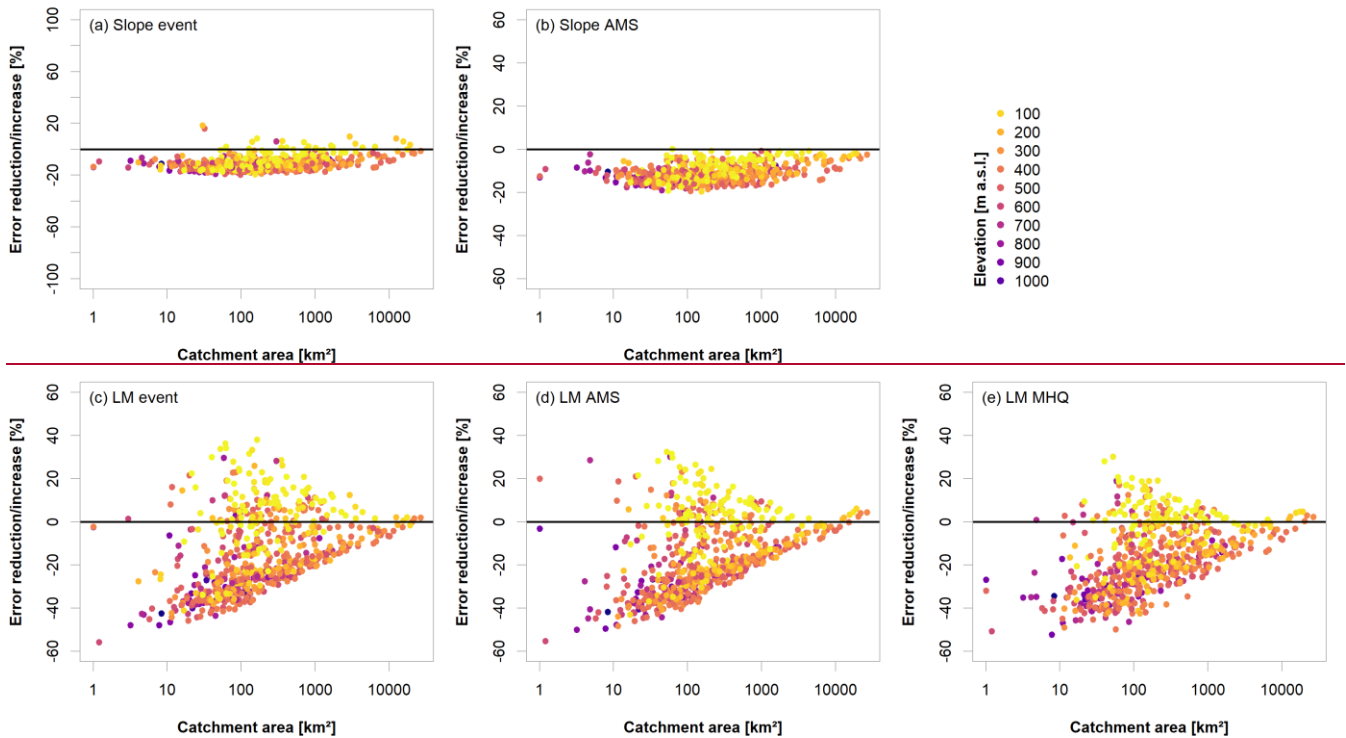 (a) Slope event
Error reduction/increase [%]
100
60
20
-20
-60
-100
1 10 100 1000 10000
Catchment area [km²]
(b) Slope AMS
Error reduction/increase [%]
60
40
20
0
-20
-40
-60
1 10 100 1000 10000
Catchment area [km²]
Elevation [m a.s.l.]
100
200
300
400
500
600
700
800
900
1000
(c) LM event
Error reduction/increase [%]
60
40
20
0
-20
-40
-60
1 10 100 1000 10000
Catchment area [km²]
(d) LM AMS
Error reduction/increase [%]
60
40
20
0
-20
-40
-60
1 10 100 1000 10000
Catchment area [km²]
(e) LM MHQ
Error reduction/increase [%]
60
40
20
0
-20
-40
-60
1 10 100 1000 10000
Catchment area [km²]